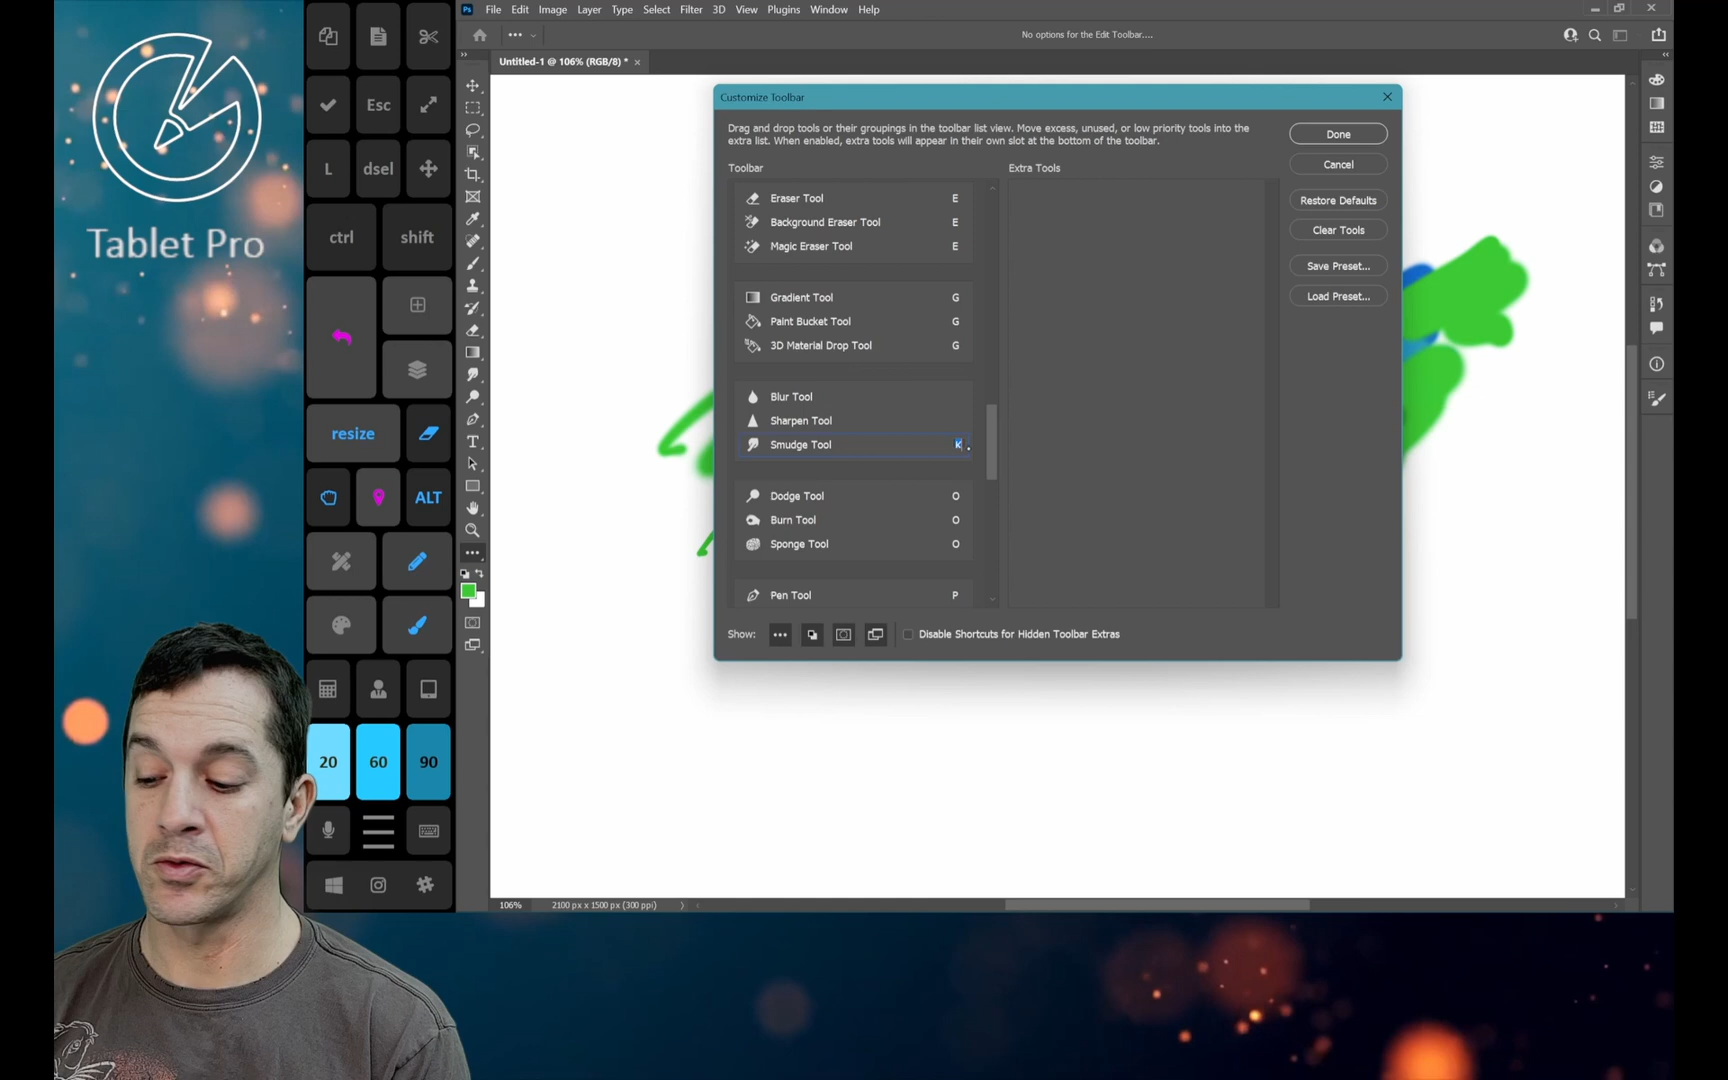 File Edit Image Layer Type Select Filter 3D View Plugins Window Help
No options for the Edit Toolbar....
Untitled-1 @ 106% (RGB/8) *
Tablet Pro
Esc
L dsel
ctrl shift
resize
ALT
20 60 90
Customize Toolbar
Drag and drop tools or their groupings in the toolbar list view. Move excess, unused, or low priority tools into the
extra list. When enabled, extra tools will appear in their own slot at the bottom of the toolbar.
Toolbar
Extra Tools
Eraser Tool E
Background Eraser Tool E
Magic Eraser Tool E
Gradient Tool G
Paint Bucket Tool G
3D Material Drop Tool G
Blur Tool
Sharpen Tool
Smudge Tool K
Dodge Tool O
Burn Tool O
Sponge Tool O
Pen Tool P
Done
Cancel
Restore Defaults
Clear Tools
Save Preset...
Load Preset...
Show:
Disable Shortcuts for Hidden Toolbar Extras
106% 2100 px x 1500 px (300 ppi)